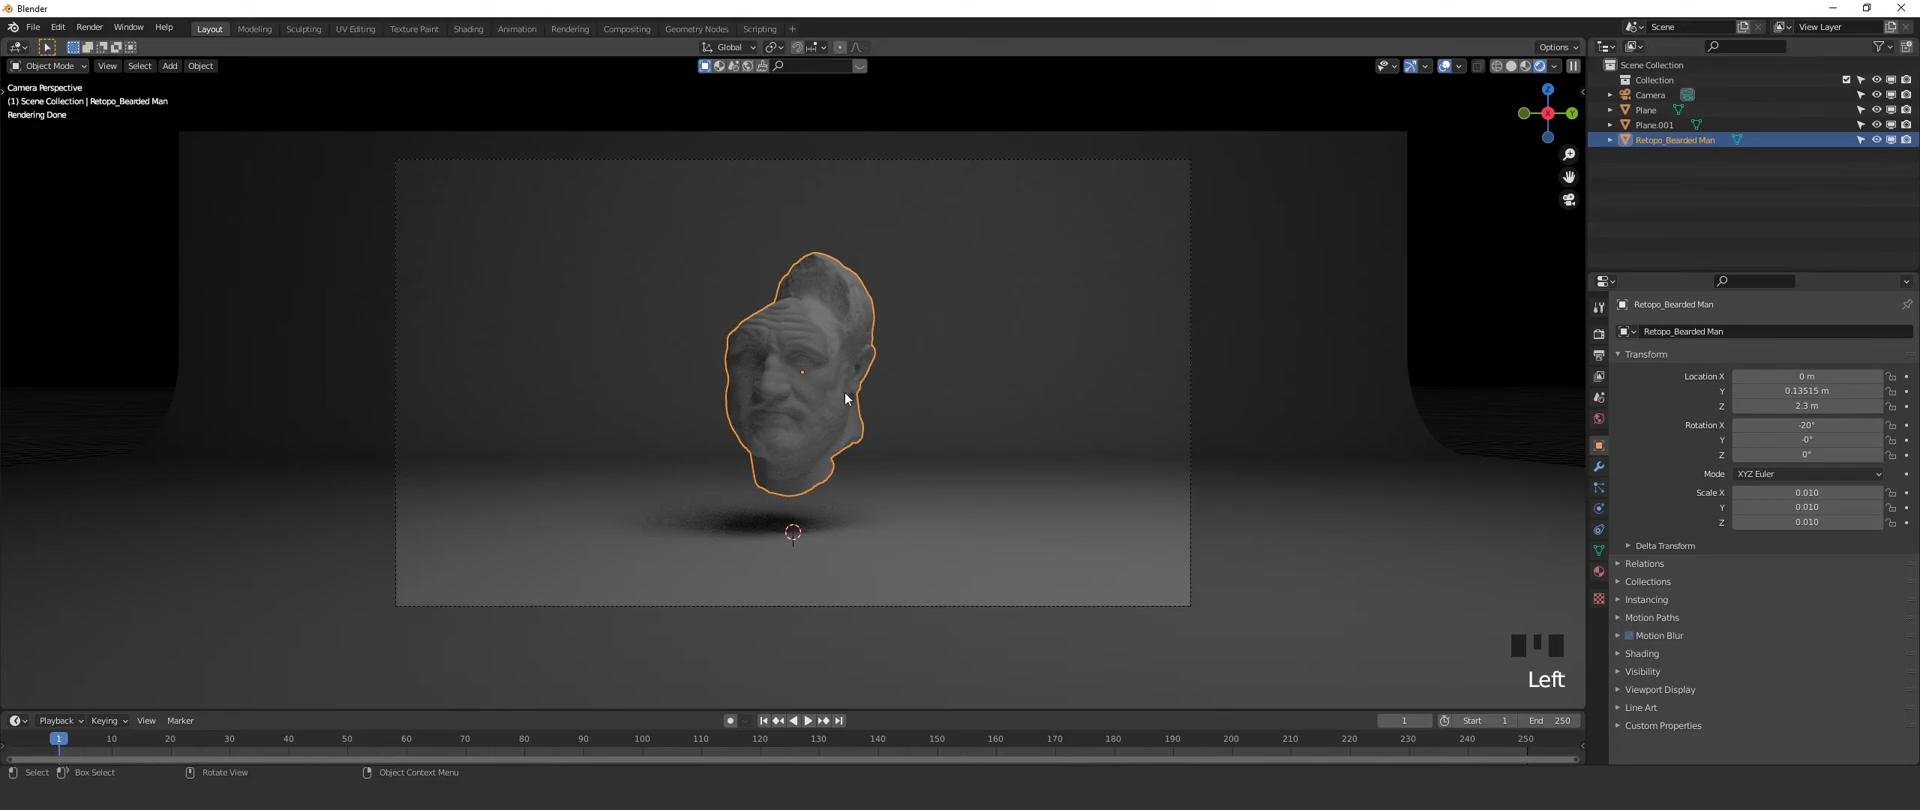 Blender
File Edit Render Window Help
Layout Modeling Sculpting UV Editing Texture Paint Shading Animation Rendering Compositing Geometry Nodes Scripting +
Scene
View Layer
Global
Options
Object Mode View Select Add Object
Camera Perspective
(1) Scene Collection | Retopo_Bearded Man
Rendering Done
Z
X
Y
Scene Collection
Collection
Camera
Plane
Plane.001
Retopo_Bearded Man
Retopo_Bearded Man
Retopo_Bearded Man
Transform
Location X 0 m
Y 0.13515 m
Z 2.3 m
Rotation X -20°
Y -0°
Z 0°
Mode XYZ Euler
Scale X 0.010
Y 0.010
Z 0.010
Delta Transform
Relations
Collections
Instancing
Motion Paths
Motion Blur
Shading
Visibility
Viewport Display
Line Art
Custom Properties
Left
Playback Keying View Marker
1 Start 1 End 250
1 10 20 30 40 50 60 70 80 90 100 110 120 130 140 150 160 170 180 190 200 210 220 230 240 250
Select Box Select Rotate View Object Context Menu